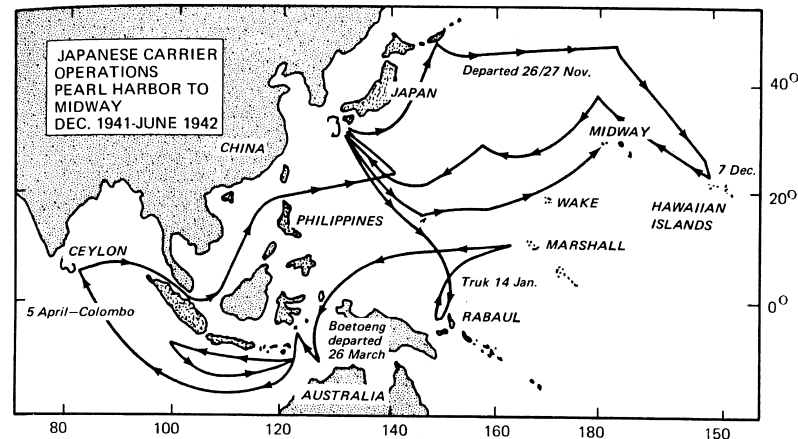 JAPANESE CARRIER
OPERATIONS
PEARL HARBOR TO
MIDWAY
DEC. 1941-JUNE 1942
Departed 26/27 Nov.
JAPAN
40°
MIDWAY
CHINA
7 Dec.
WAKE
HAWAIIAN
ISLANDS
20°
PHILIPPINES
CEYLON
MARSHALL
Truk 14 Jan.
5 April—Colombo
RABAUL
0°
Boetoeng
departed
26 March
AUSTRALIA
80
100
120
140
160
180
150